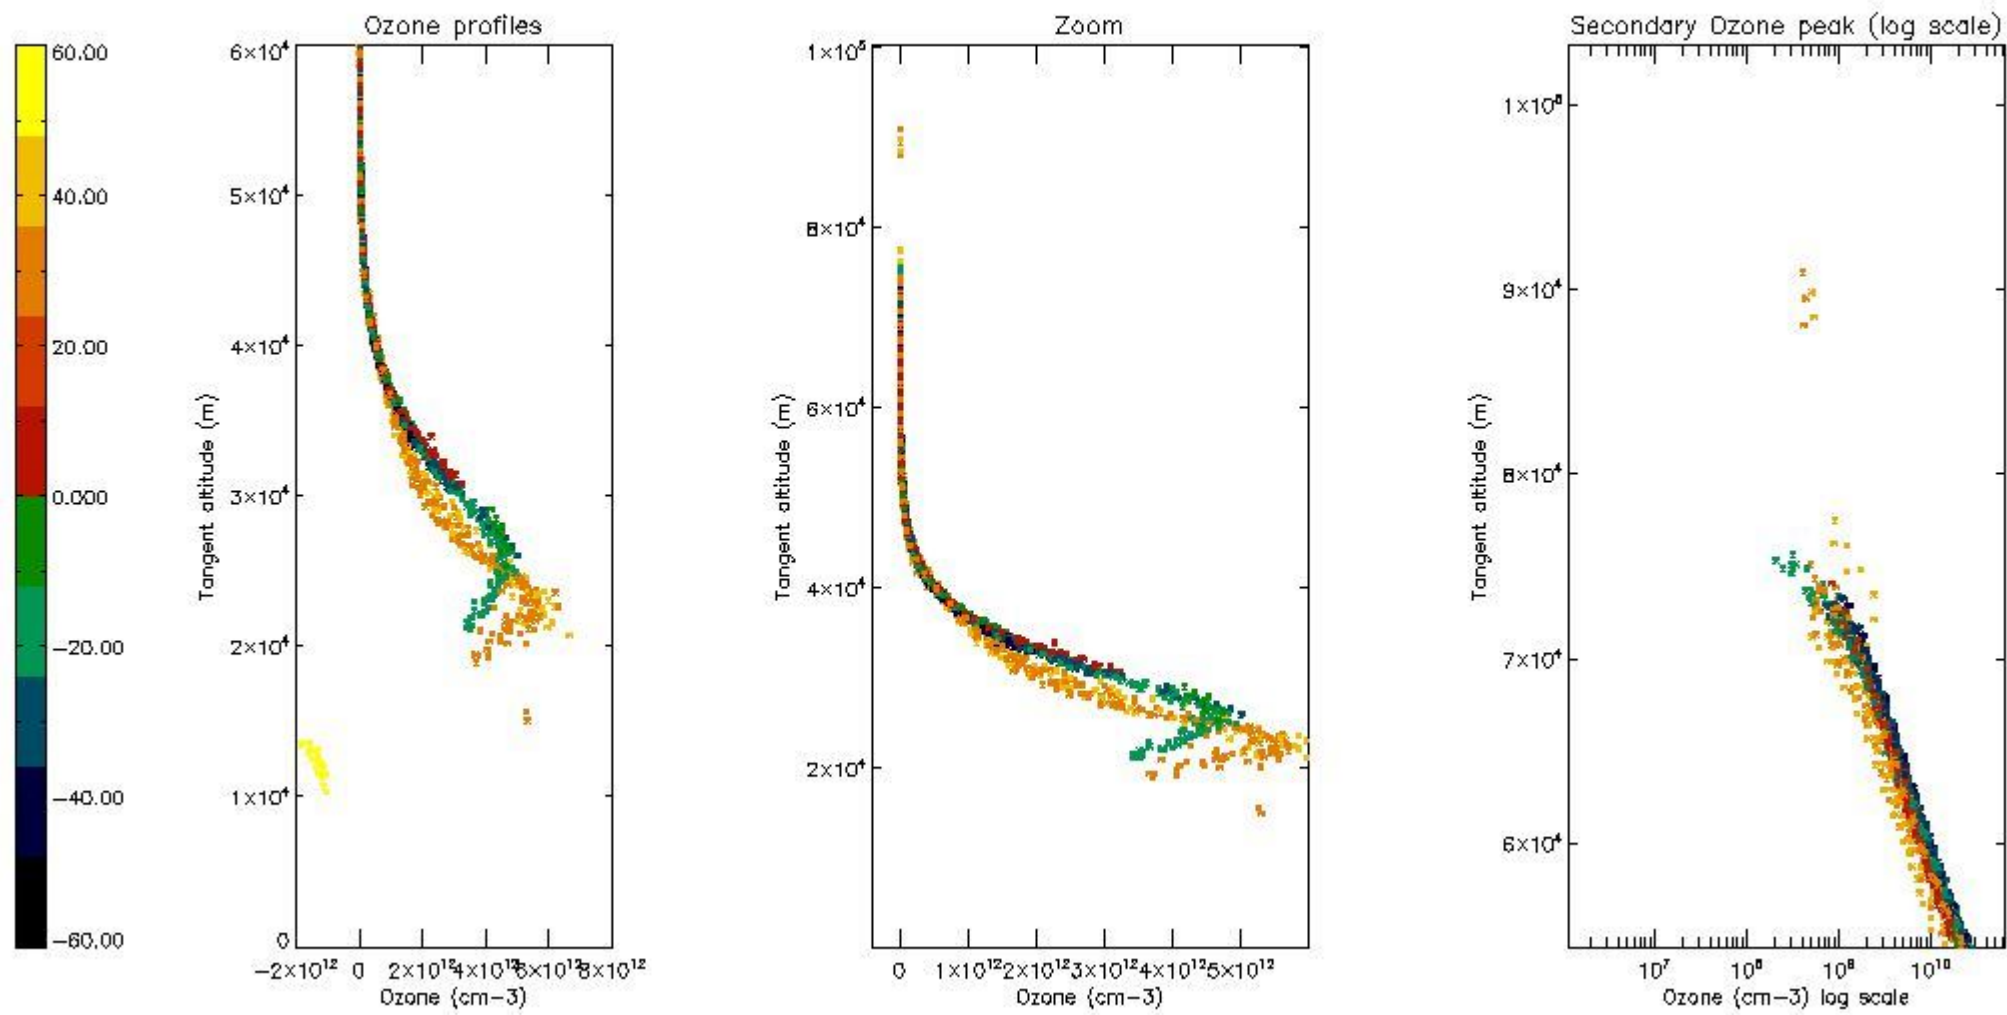 Ozone profiles
Zoom
Secondary Ozone peak (log scale)
60.00
40.00
20.00
0.000
−20.00
−40.00
−60.00
6×10⁴
5×10⁴
4×10⁴
3×10⁴
2×10⁴
1×10⁴
0
Tangent altitude (m)
−2×10¹² 0 2×10¹² 4×10¹² 6×10¹² 8×10¹²
Ozone (cm−3)
1×10⁵
8×10⁴
6×10⁴
4×10⁴
2×10⁴
Tangent altitude (m)
0 1×10¹² 2×10¹² 3×10¹² 4×10¹² 5×10¹²
Ozone (cm−3)
1×10⁵
9×10⁴
8×10⁴
7×10⁴
6×10⁴
Tangent altitude (m)
10⁷ 10⁸ 10⁹ 10¹⁰
Ozone (cm−3) log scale